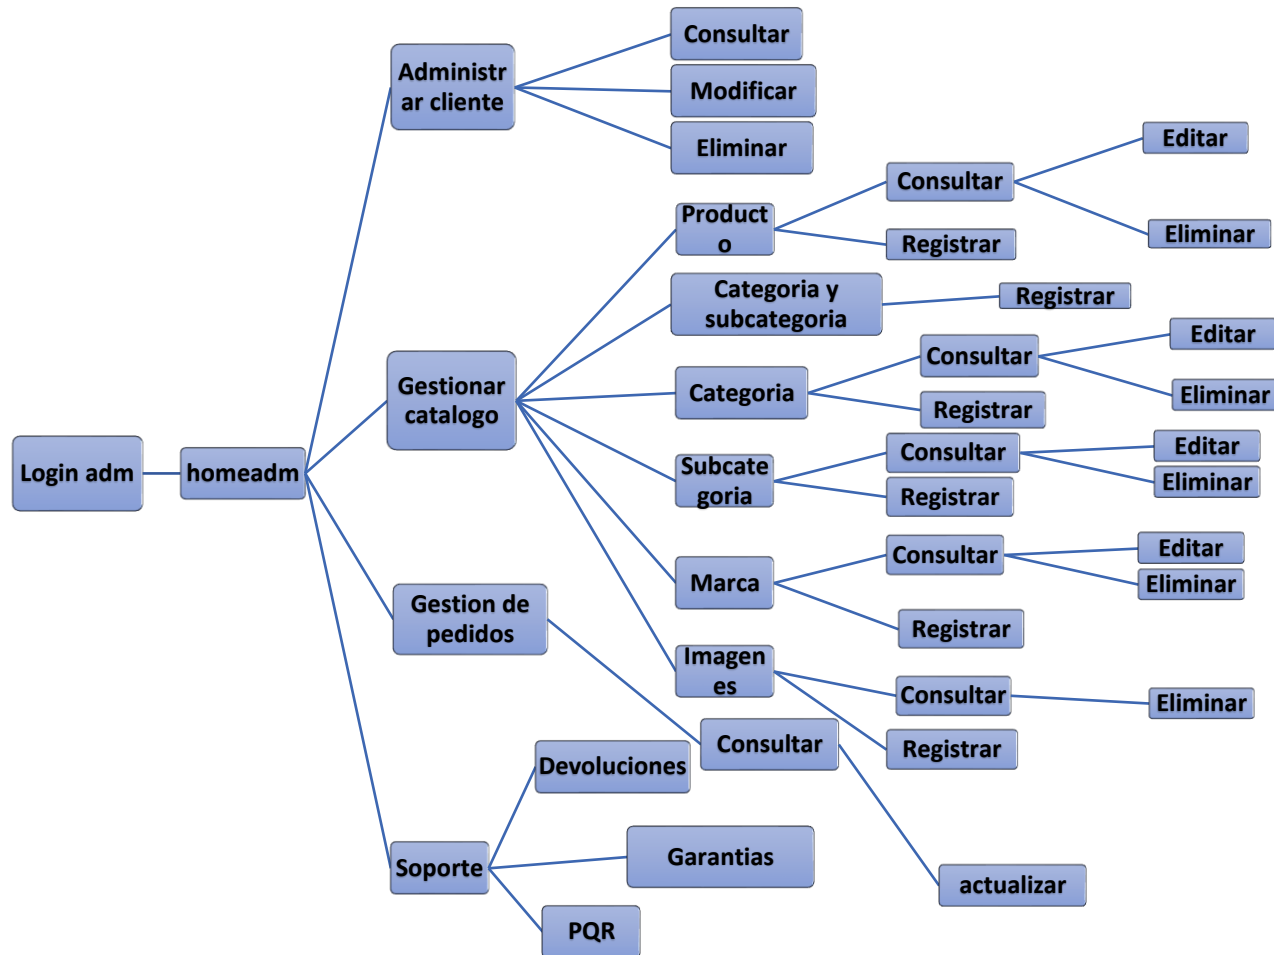 Login adm
homeadm
Administr
ar cliente
Consultar
Modificar
Eliminar
Gestionar
catalogo
Product
o
Consultar
Editar
Eliminar
Registrar
Categoria y
subcategoria
Registrar
Categoria
Consultar
Editar
Eliminar
Registrar
Subcate
goria
Consultar
Editar
Eliminar
Registrar
Marca
Consultar
Editar
Eliminar
Registrar
Imagen
es
Consultar
Eliminar
Registrar
Gestion de
pedidos
Consultar
actualizar
Soporte
Devoluciones
Garantias
PQR